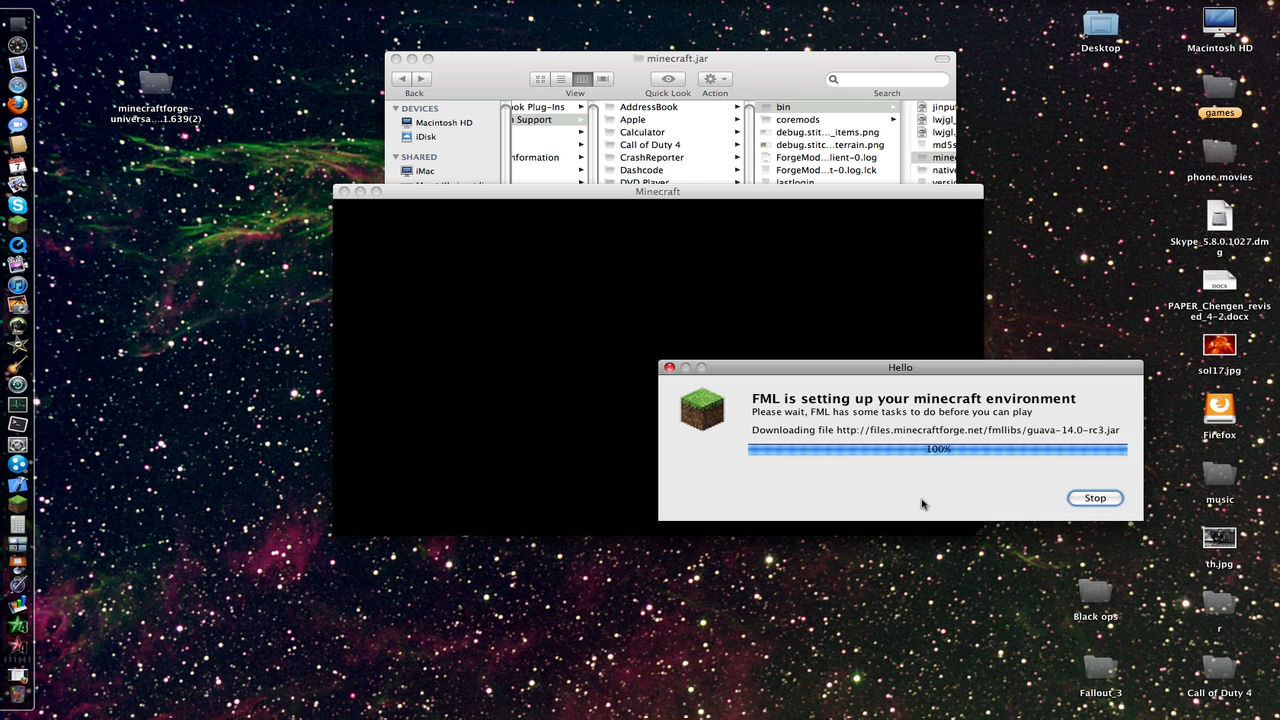 minecraft.jar
Back
View
Quick Look
Action
Search
DEVICES
Macintosh HD
iDisk
SHARED
iMac
ook Plug-Ins
Support
nformation
AddressBook
Apple
Calculator
Call of Duty 4
CrashReporter
Dashcode
DVD Player
bin
coremods
debug.stit..._items.png
debug.stitc...terrain.png
ForgeMod...lient-0.log
ForgeMod...t-0.log.lck
lastlogin
jinpu
lwjgl_
lwjgl.
md5s
mine
nativ
versi
minecraftforge-
universa....1.639(2)
Desktop
Macintosh HD
games
phone.movies
Skype_5.8.0.1027.dm
g
DOCX
PAPER_Chengen_revis
ed_4-2.docx
sol17.jpg
Firefox
music
th.jpg
Black ops
r
Fallout_3
Call of Duty 4
Minecraft
Hello
FML is setting up your minecraft environment
Please wait, FML has some tasks to do before you can play
Downloading file http://files.minecraftforge.net/fmllibs/guava-14.0-rc3.jar
100%
Stop